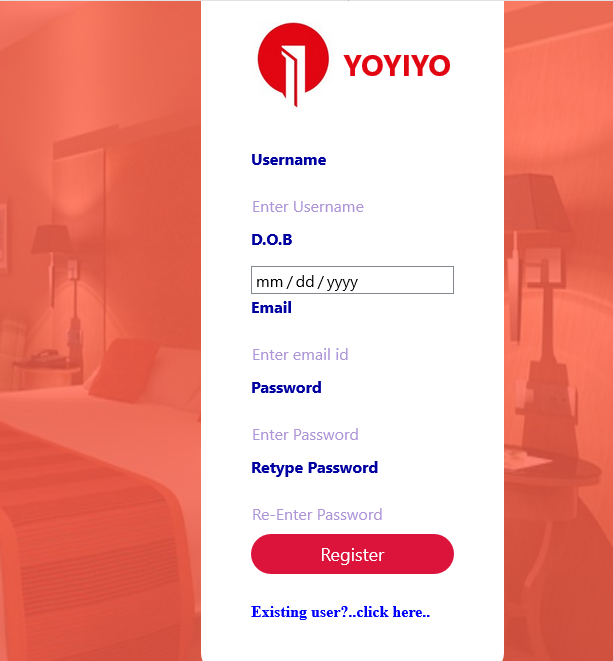 YOYIYO
Username
Enter Username
D.O.B
mm / dd / yyyy
Email
Enter email id
Password
Enter Password
Retype Password
Re-Enter Password
Register
Existing user?..click here..